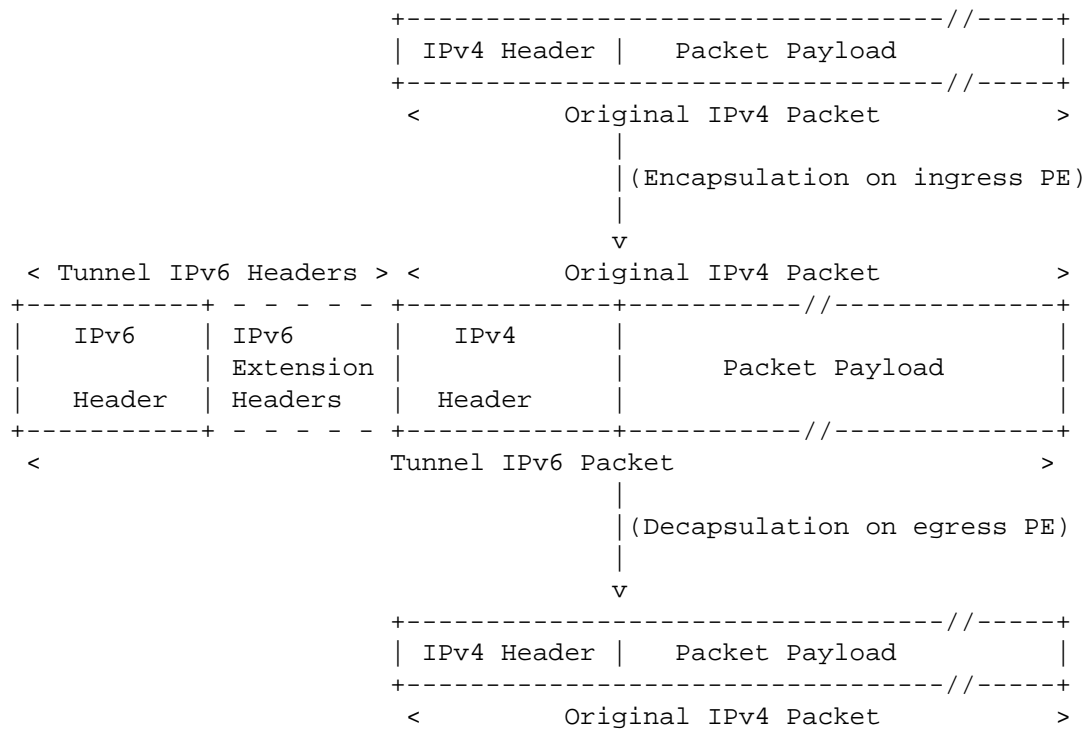 +----------------------------------//-----+
| IPv4 Header |   Packet Payload          |
+----------------------------------//-----+
<         Original IPv4 Packet           >
|
|(Encapsulation on ingress PE)
|
v
< Tunnel IPv6 Headers > <         Original IPv4 Packet           >
+-----------+ - - - - - +-------------+-----------//--------------+
|   IPv6    | IPv6      |   IPv4      |                           |
|           | Extension |             |      Packet Payload       |
|   Header  | Headers   |  Header     |                           |
+-----------+ - - - - - +-------------+-----------//--------------+
<                      Tunnel IPv6 Packet                       >
|
|(Decapsulation on egress PE)
|
v
+----------------------------------//-----+
| IPv4 Header |   Packet Payload          |
+----------------------------------//-----+
<         Original IPv4 Packet           >